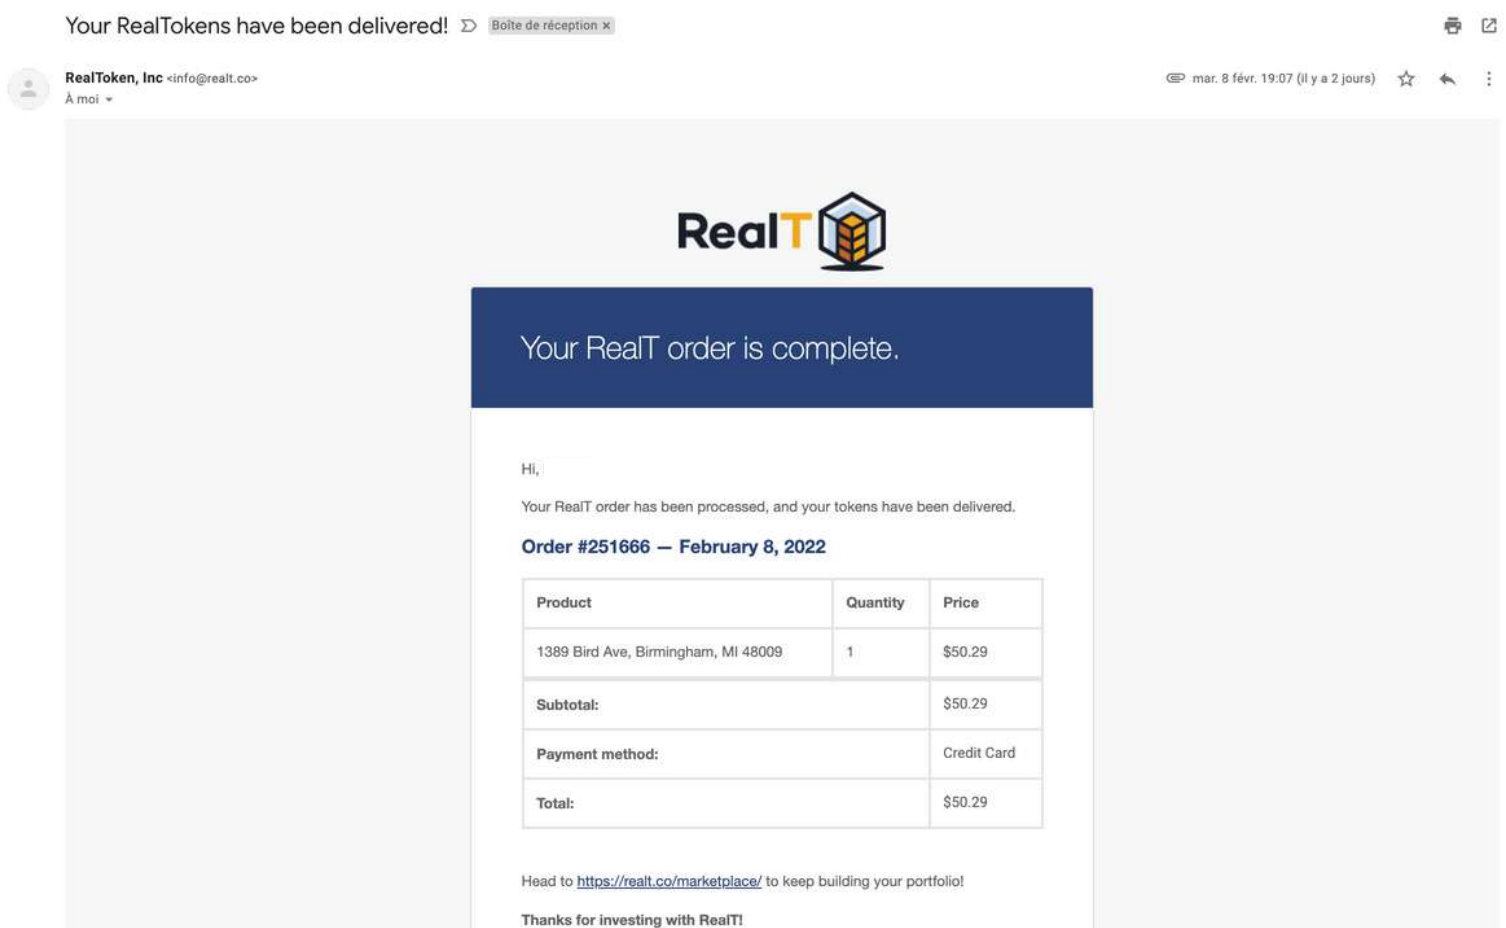 Your RealTokens have been delivered! Boîte de réception ×
RealToken, Inc <info@realt.co> mar. 8 févr. 19:07 (il y a 2 jours)
À moi
RealT
Your RealT order is complete.
Hi,
Your RealT order has been processed, and your tokens have been delivered.
Order #251666 — February 8, 2022
Product Quantity Price
1389 Bird Ave, Birmingham, MI 48009 1 $50.29
Subtotal: $50.29
Payment method: Credit Card
Total: $50.29
Head to https://realt.co/marketplace/ to keep building your portfolio!
Thanks for investing with RealT!